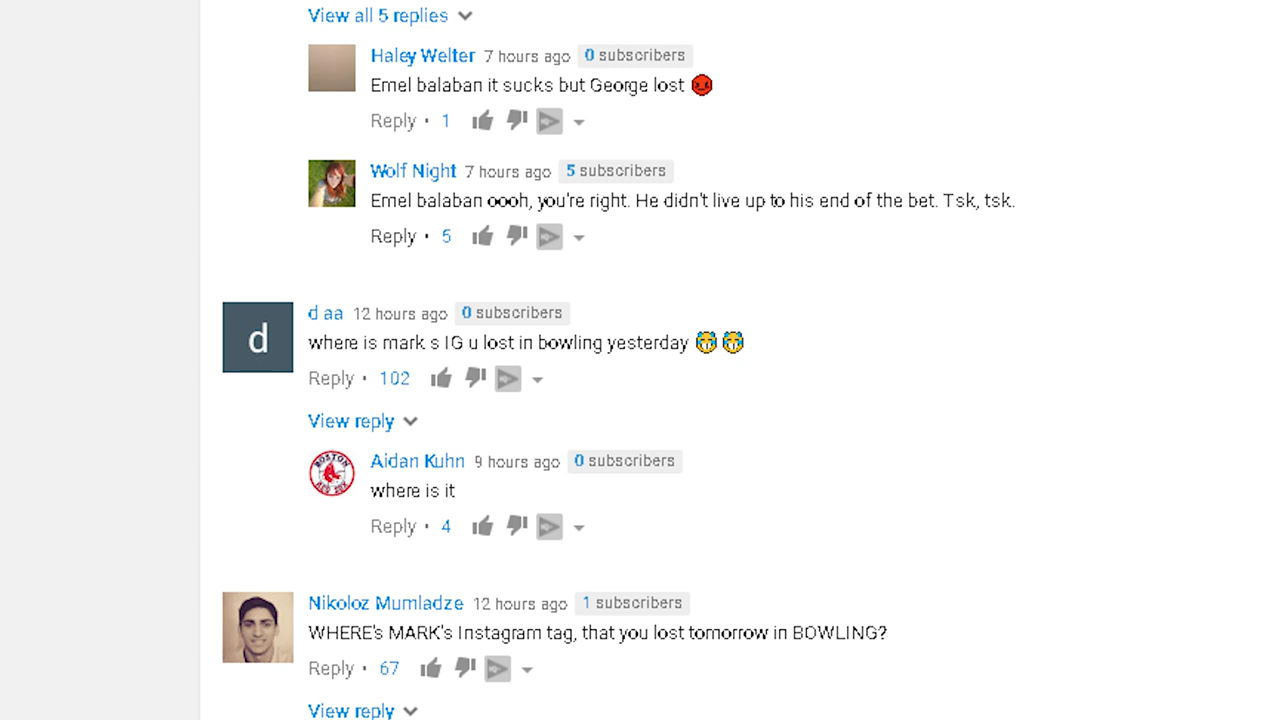 View all 5 replies
Haley Welter 7 hours ago 0 subscribers
Emel balaban it sucks but George lost
Reply · 1
Wolf Night 7 hours ago 5 subscribers
Emel balaban oooh, you're right. He didn't live up to his end of the bet. Tsk, tsk.
Reply · 5
d
d aa 12 hours ago 0 subscribers
where is mark s IG u lost in bowling yesterday 😂😂
Reply · 102
View reply
BOSTON
RED SOX
Aidan Kuhn 9 hours ago 0 subscribers
where is it
Reply · 4
Nikoloz Mumladze 12 hours ago 1 subscribers
WHERE's MARK's Instagram tag, that you lost tomorrow in BOWLING?
Reply · 67
View reply